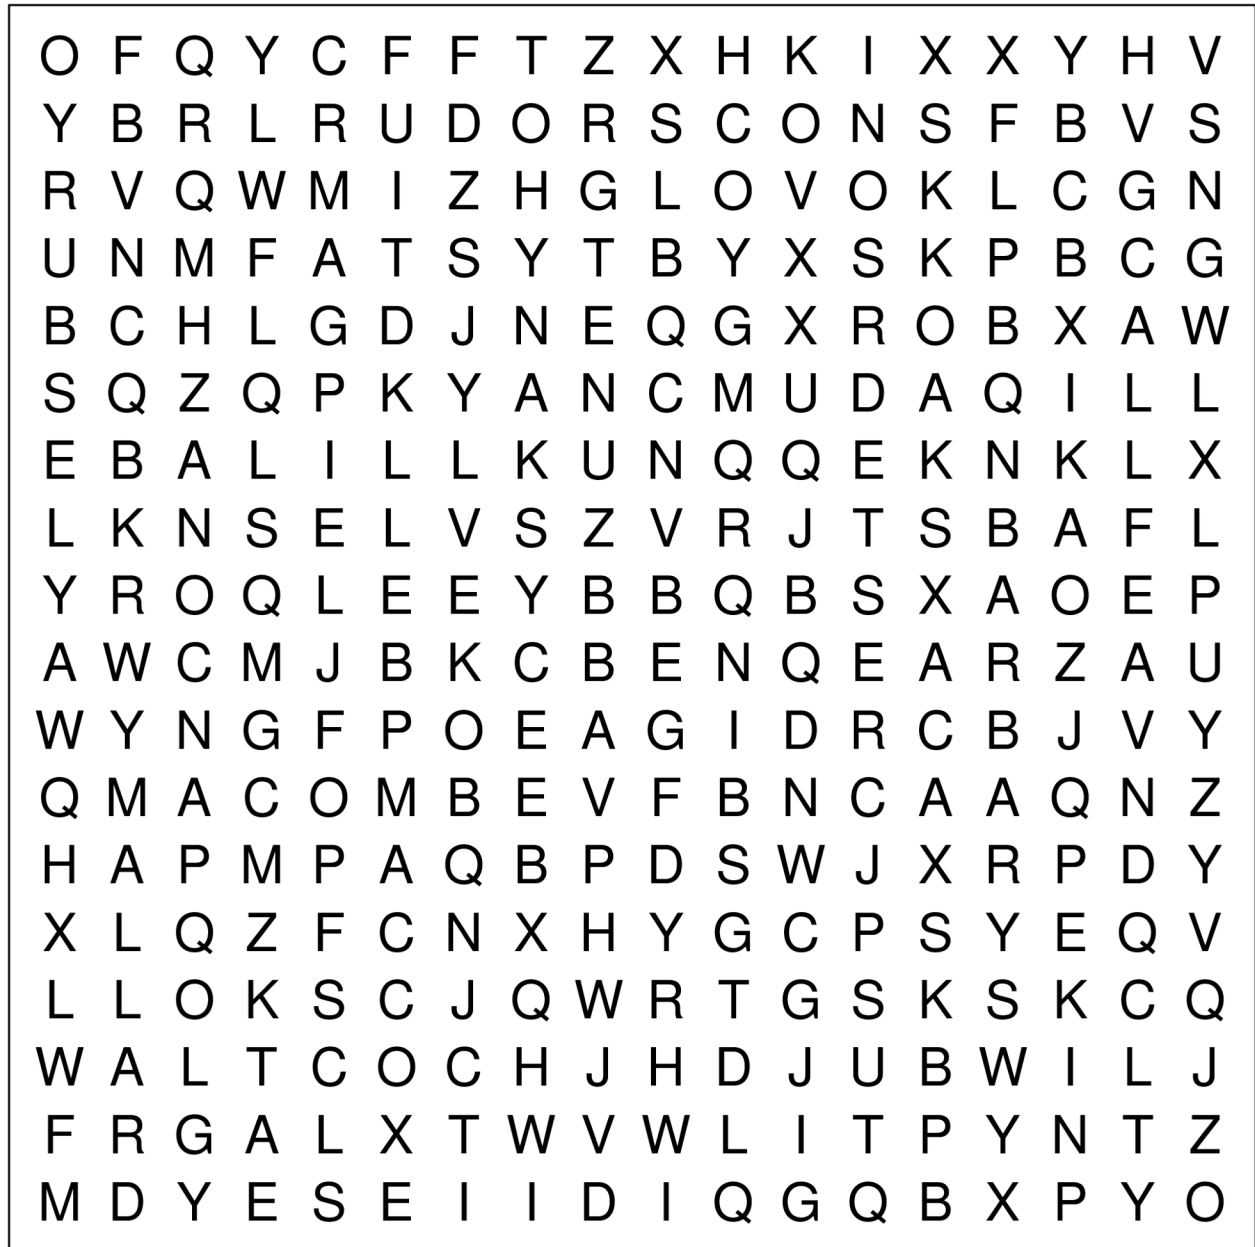 O F Q Y C F F T Z X H K I X X Y H V
Y B R L R U D O R S C O N S F B V S
R V Q W M I Z H G L O V O K L C G N
U N M F A T S Y T B Y X S K P B C G
B C H L G D J N E Q G X R O B X A W
S Q Z Q P K Y A N C M U D A Q I L L
E B A L I L L K U N Q Q E K N K L X
L K N S E L V S Z V R J T S B A F L
Y R O Q L E E Y B B Q B S X A O E P
A W C M J B K C B E N Q E A R Z A U
W Y N G F P O E A G I D R C B J V Y
Q M A C O M B E V F B N C A A Q N Z
H A P M P A Q B P D S W J X R P D Y
X L Q Z F C N X H Y G C P S Y E Q V
L L O K S C J Q W R T G S K S K C Q
W A L T C O C H J H D J U B W I L J
F R G A L X T W V W L I T P Y N T Z
M D Y E S E I I D I Q G Q B X P Y O